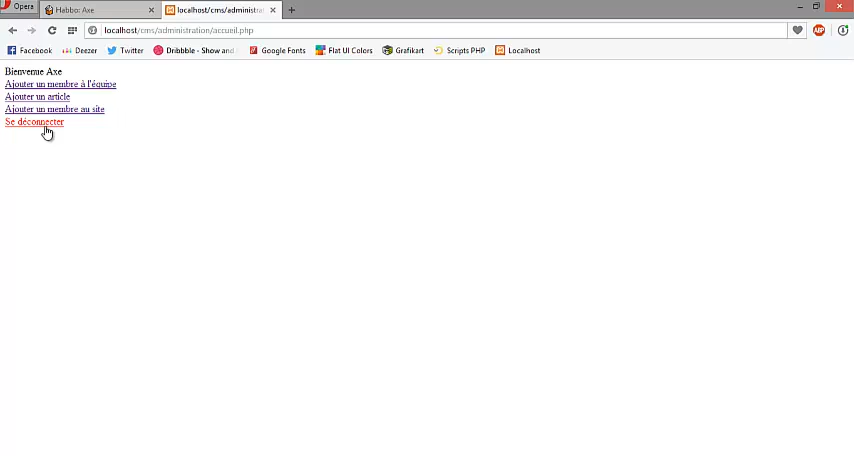 Opera
Habbo: Axe
localhost/cms/administra
localhost/cms/administration/accueil.php
ABP
Facebook
Deezer
Twitter
Dribbble - Show and
Google Fonts
Flat UI Colors
Grafikart
Scripts PHP
Localhost
Bienvenue Axe
Ajouter un membre à l'équipe
Ajouter un article
Ajouter un membre au site
Se déconnecter